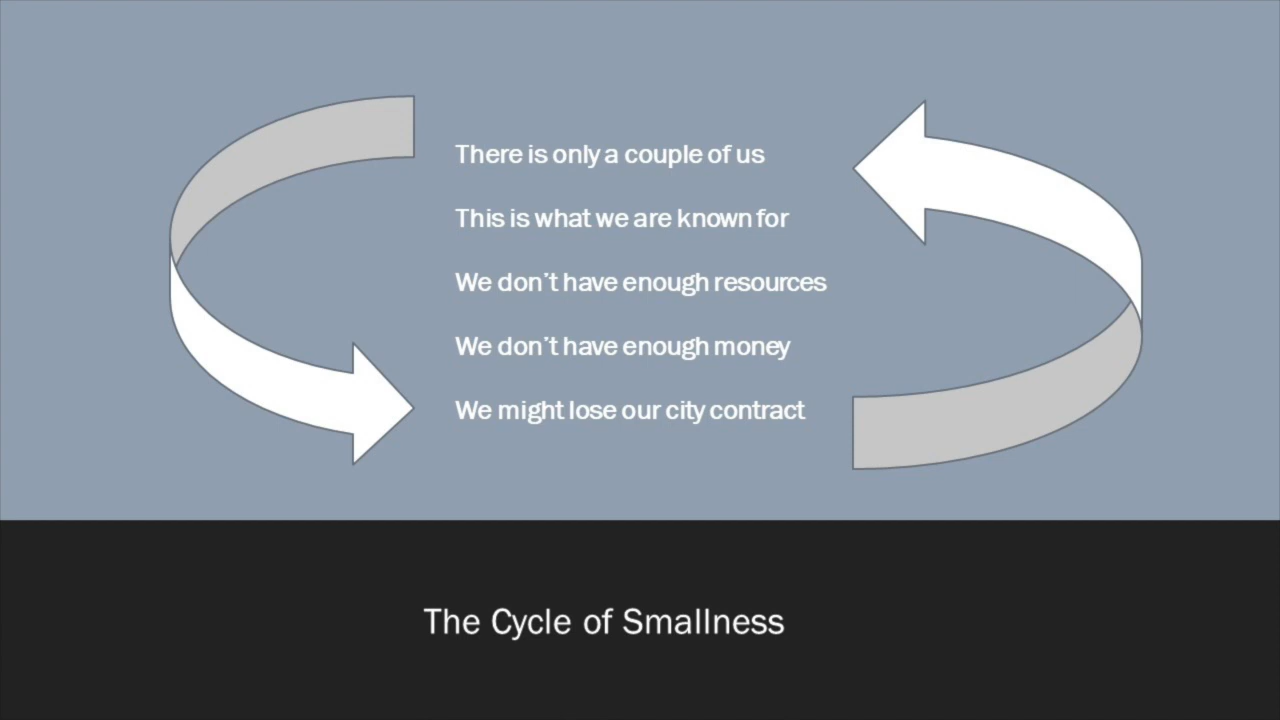 There is only a couple of us
This is what we are known for
We don't have enough resources
We don't have enough money
We might lose our city contract
The Cycle of Smallness